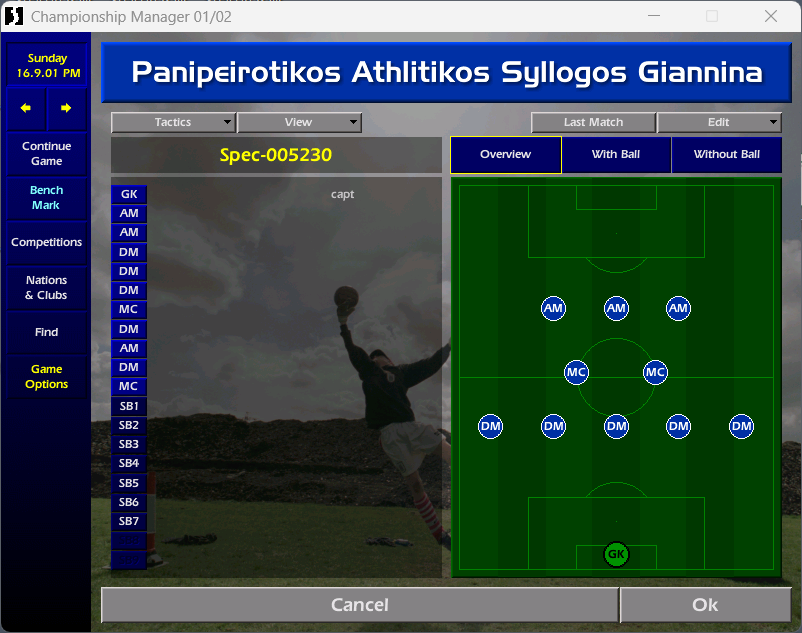 Championship Manager 01/02
Sunday
16.9.01 PM
Continue
Game
Bench
Mark
Competitions
Nations
& Clubs
Find
Game
Options
Panipeirotikos Athlitikos Syllogos Giannina
Tactics
View
Last Match
Edit
Spec-005230
Overview
With Ball
Without Ball
GK capt
AM
AM
DM
DM
DM
MC
DM
AM
DM
MC
SB1
SB2
SB3
SB4
SB5
SB6
SB7
AM AM AM
MC MC
DM DM DM DM DM
GK
Cancel
Ok